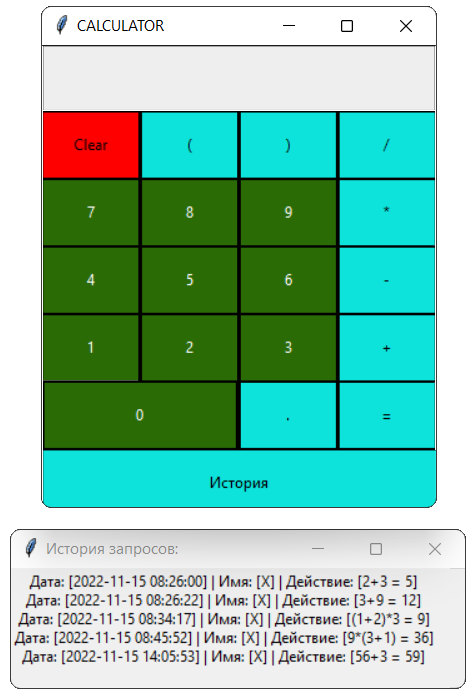 CALCULATOR
Clear ( ) /
7 8 9 *
4 5 6 -
1 2 3 +
0 . =
История
История запросов:
Дата: [2022-11-15 08:26:00] | Имя: [X] | Действие: [2+3 = 5]
Дата: [2022-11-15 08:26:22] | Имя: [X] | Действие: [3+9 = 12]
Дата: [2022-11-15 08:34:17] | Имя: [X] | Действие: [(1+2)*3 = 9]
Дата: [2022-11-15 08:45:52] | Имя: [X] | Действие: [9*(3+1) = 36]
Дата: [2022-11-15 14:05:53] | Имя: [X] | Действие: [56+3 = 59]